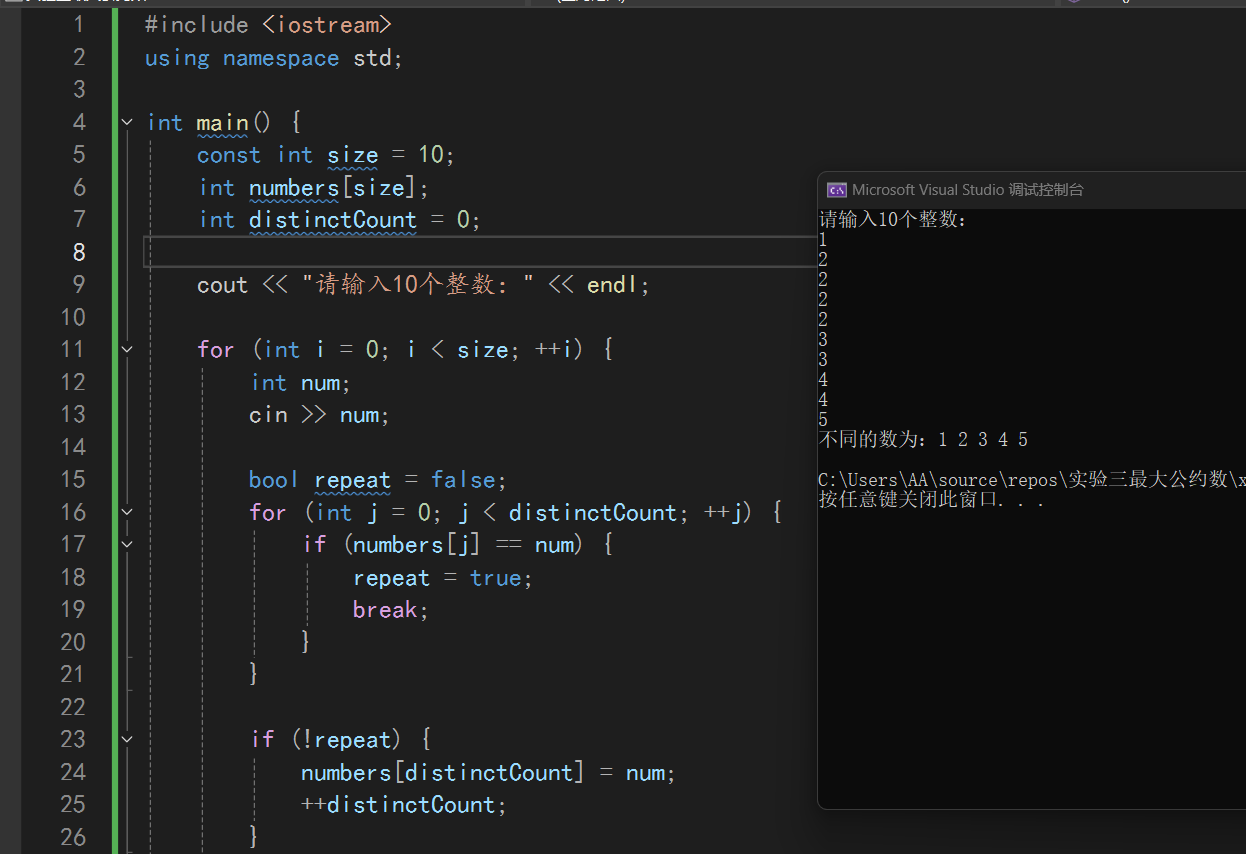 1 #include <iostream>
2 using namespace std;
3
4 int main() {
5 const int size = 10;
6 int numbers[size];
7 int distinctCount = 0;
8
9 cout << "请输入10个整数：" << endl;
10
11 for (int i = 0; i < size; ++i) {
12 int num;
13 cin >> num;
14
15 bool repeat = false;
16 for (int j = 0; j < distinctCount; ++j) {
17 if (numbers[j] == num) {
18 repeat = true;
19 break;
20 }
21 }
22
23 if (!repeat) {
24 numbers[distinctCount] = num;
25 ++distinctCount;
26 }
Microsoft Visual Studio 调试控制台
请输入10个整数：
1
2
2
2
2
3
3
4
4
5
不同的数为：1 2 3 4 5
C:\Users\AA\source\repos\实验三最大公约数\x
按任意键关闭此窗口. . .